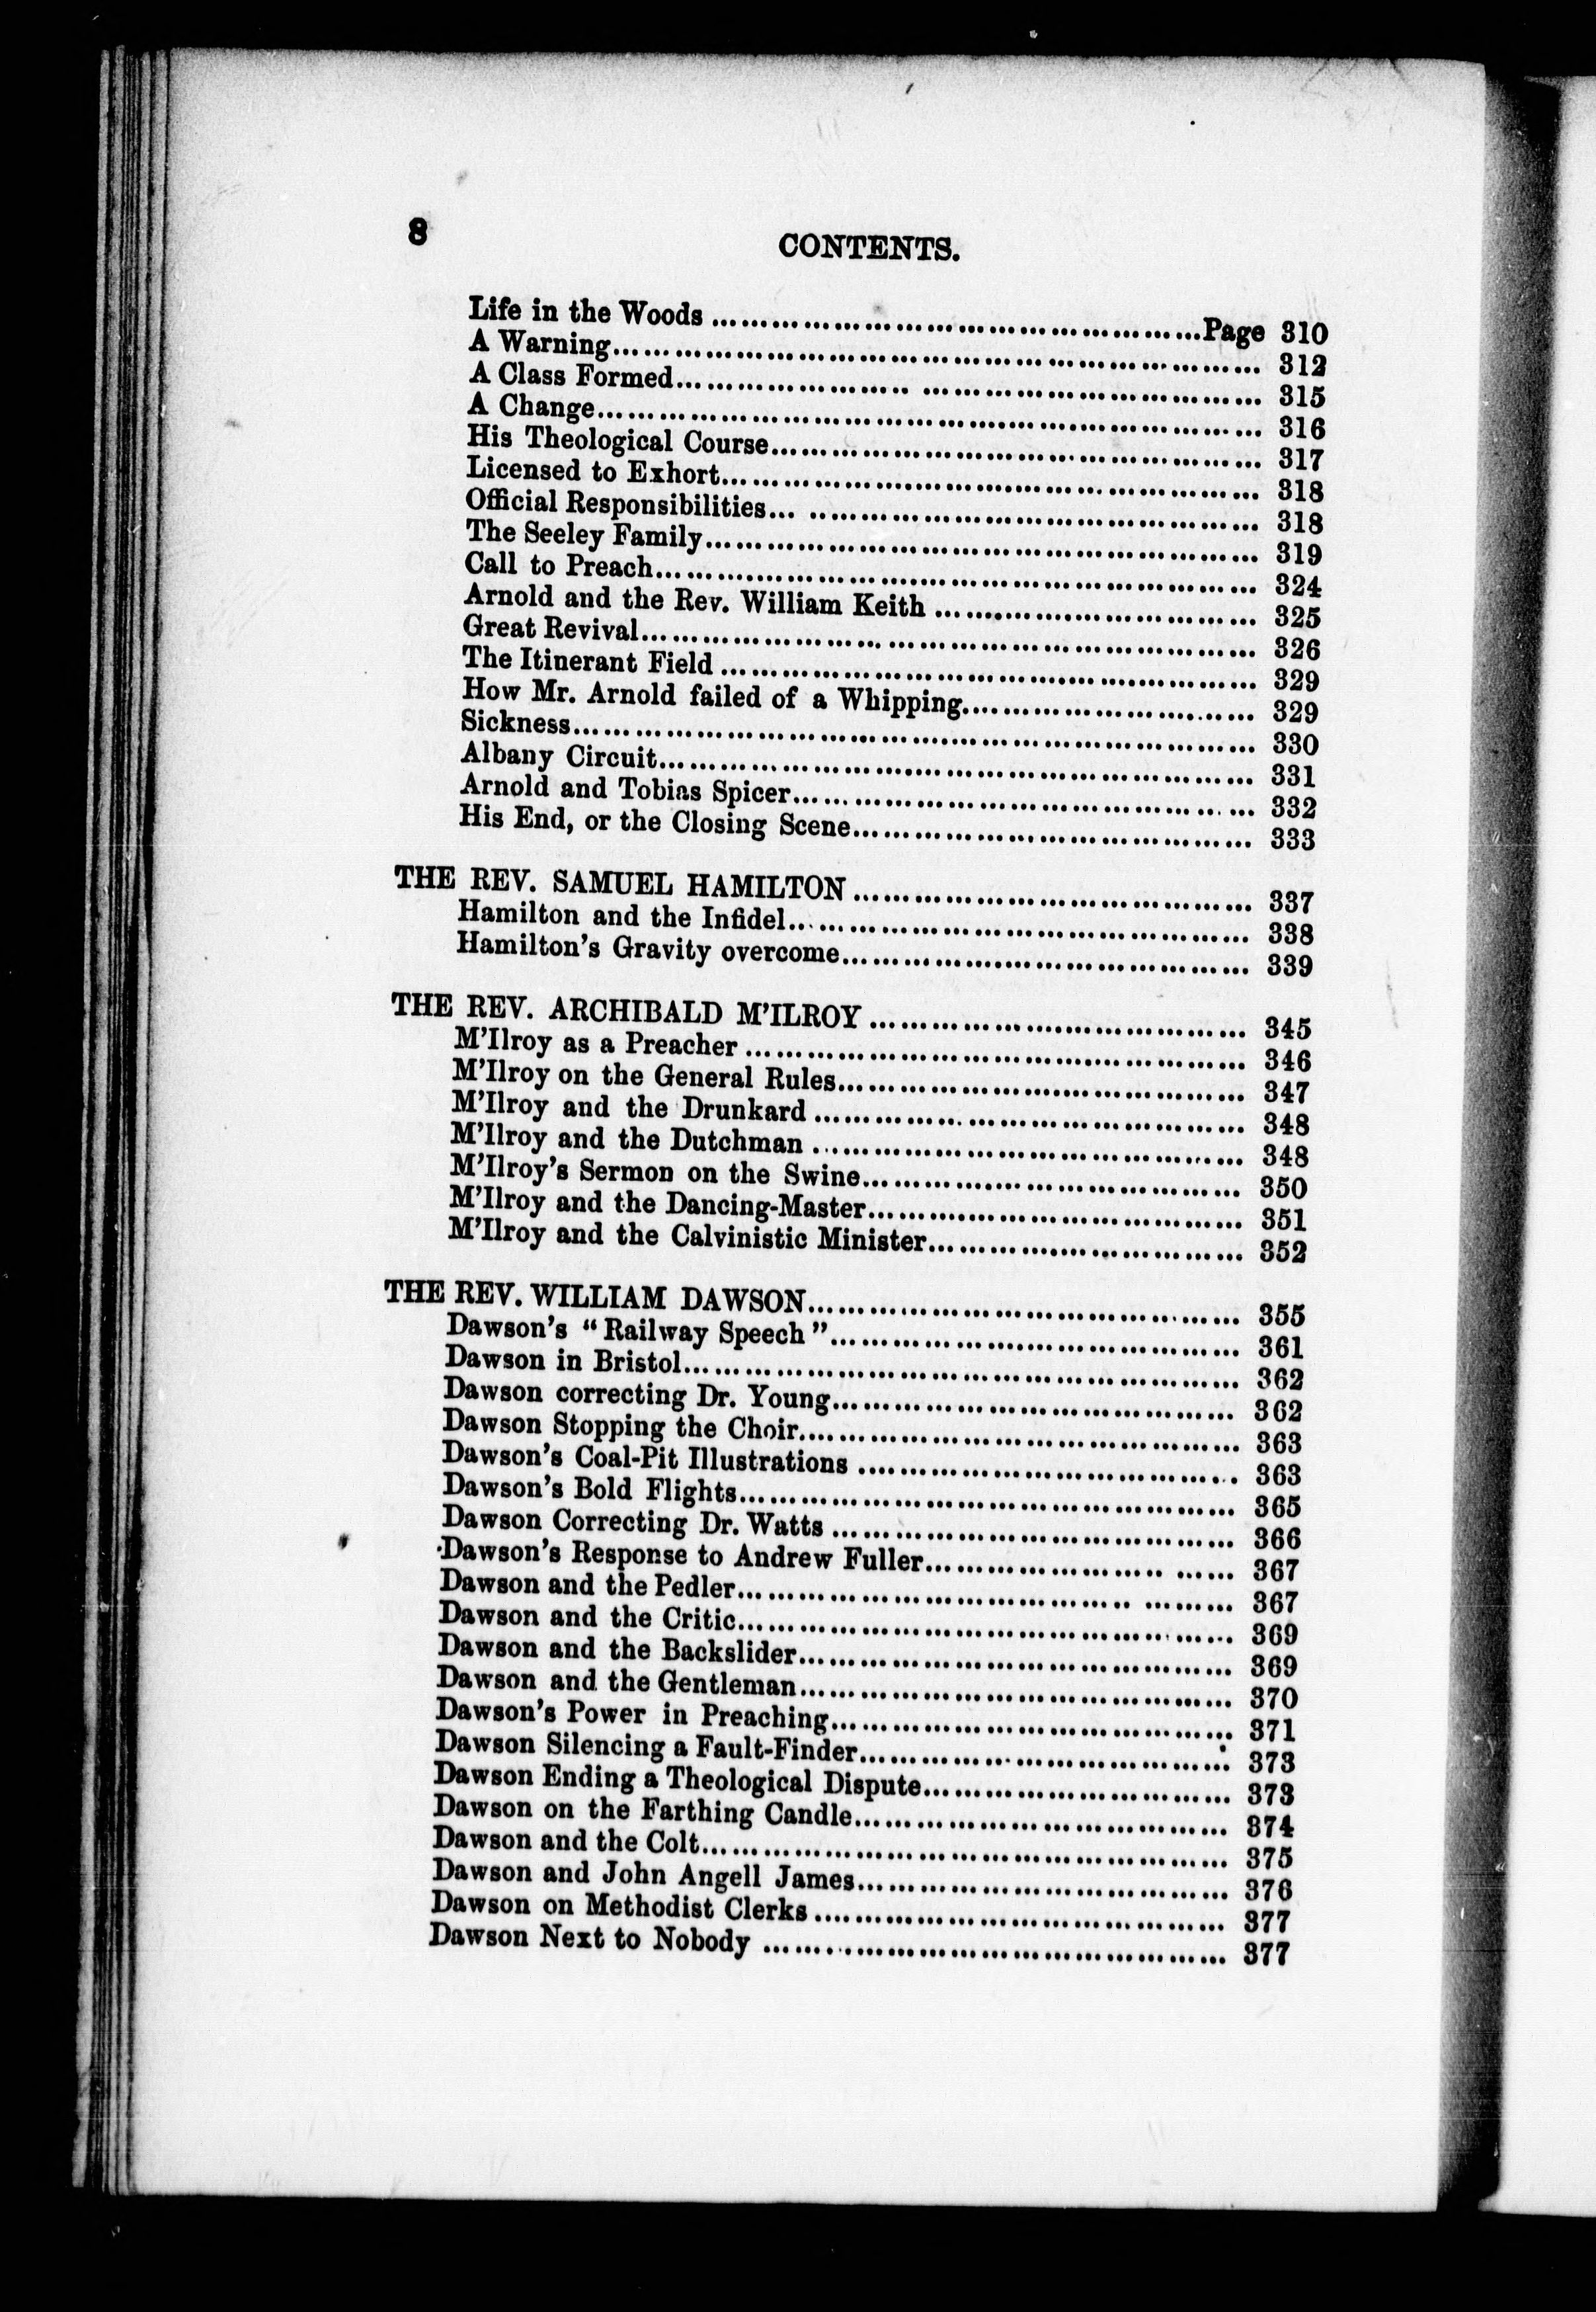 8
CONTENTS.
Life in the Woods ................................................Page 310
A Warning................................................ 312
A Class Formed................................................ 315
A Change................................................ 316
His Theological Course................................................ 317
Licensed to Exhort................................................ 318
Official Responsibilities................................................ 318
The Seeley Family................................................ 319
Call to Preach................................................ 324
Arnold and the Rev. William Keith ................................ 325
Great Revival................................................ 326
The Itinerant Field ................................................ 329
How Mr. Arnold failed of a Whipping................................ 329
Sickness................................................ 330
Albany Circuit................................................ 331
Arnold and Tobias Spicer................................................ 332
His End, or the Closing Scene................................................ 333
THE REV. SAMUEL HAMILTON ........................................ 337
Hamilton and the Infidel................................................ 338
Hamilton's Gravity overcome........................................ 339
THE REV. ARCHIBALD M'ILROY ........................................ 345
M'Ilroy as a Preacher ................................................ 346
M'Ilroy on the General Rules........................................ 347
M'Ilroy and the Drunkard ........................................ 348
M'Ilroy and the Dutchman ........................................ 348
M'Ilroy's Sermon on the Swine........................................ 350
M'Ilroy and the Dancing-Master........................................ 351
M'Ilroy and the Calvinistic Minister................................ 352
THE REV. WILLIAM DAWSON........................................ 355
Dawson's “Railway Speech”........................................ 361
Dawson in Bristol................................................ 362
Dawson correcting Dr. Young........................................ 362
Dawson Stopping the Choir........................................ 363
Dawson's Coal-Pit Illustrations ........................................ 363
Dawson's Bold Flights................................................ 365
Dawson Correcting Dr. Watts ........................................ 366
Dawson's Response to Andrew Fuller................................ 367
Dawson and the Pedler................................................ 367
Dawson and the Critic................................................ 369
Dawson and the Backslider........................................ 369
Dawson and the Gentleman........................................ 370
Dawson's Power in Preaching........................................ 371
Dawson Silencing a Fault-Finder........................................ 373
Dawson Ending a Theological Dispute................................ 373
Dawson on the Farthing Candle........................................ 374
Dawson and the Colt................................................ 375
Dawson and John Angell James........................................ 376
Dawson on Methodist Clerks ........................................ 377
Dawson Next to Nobody ........................................ 377